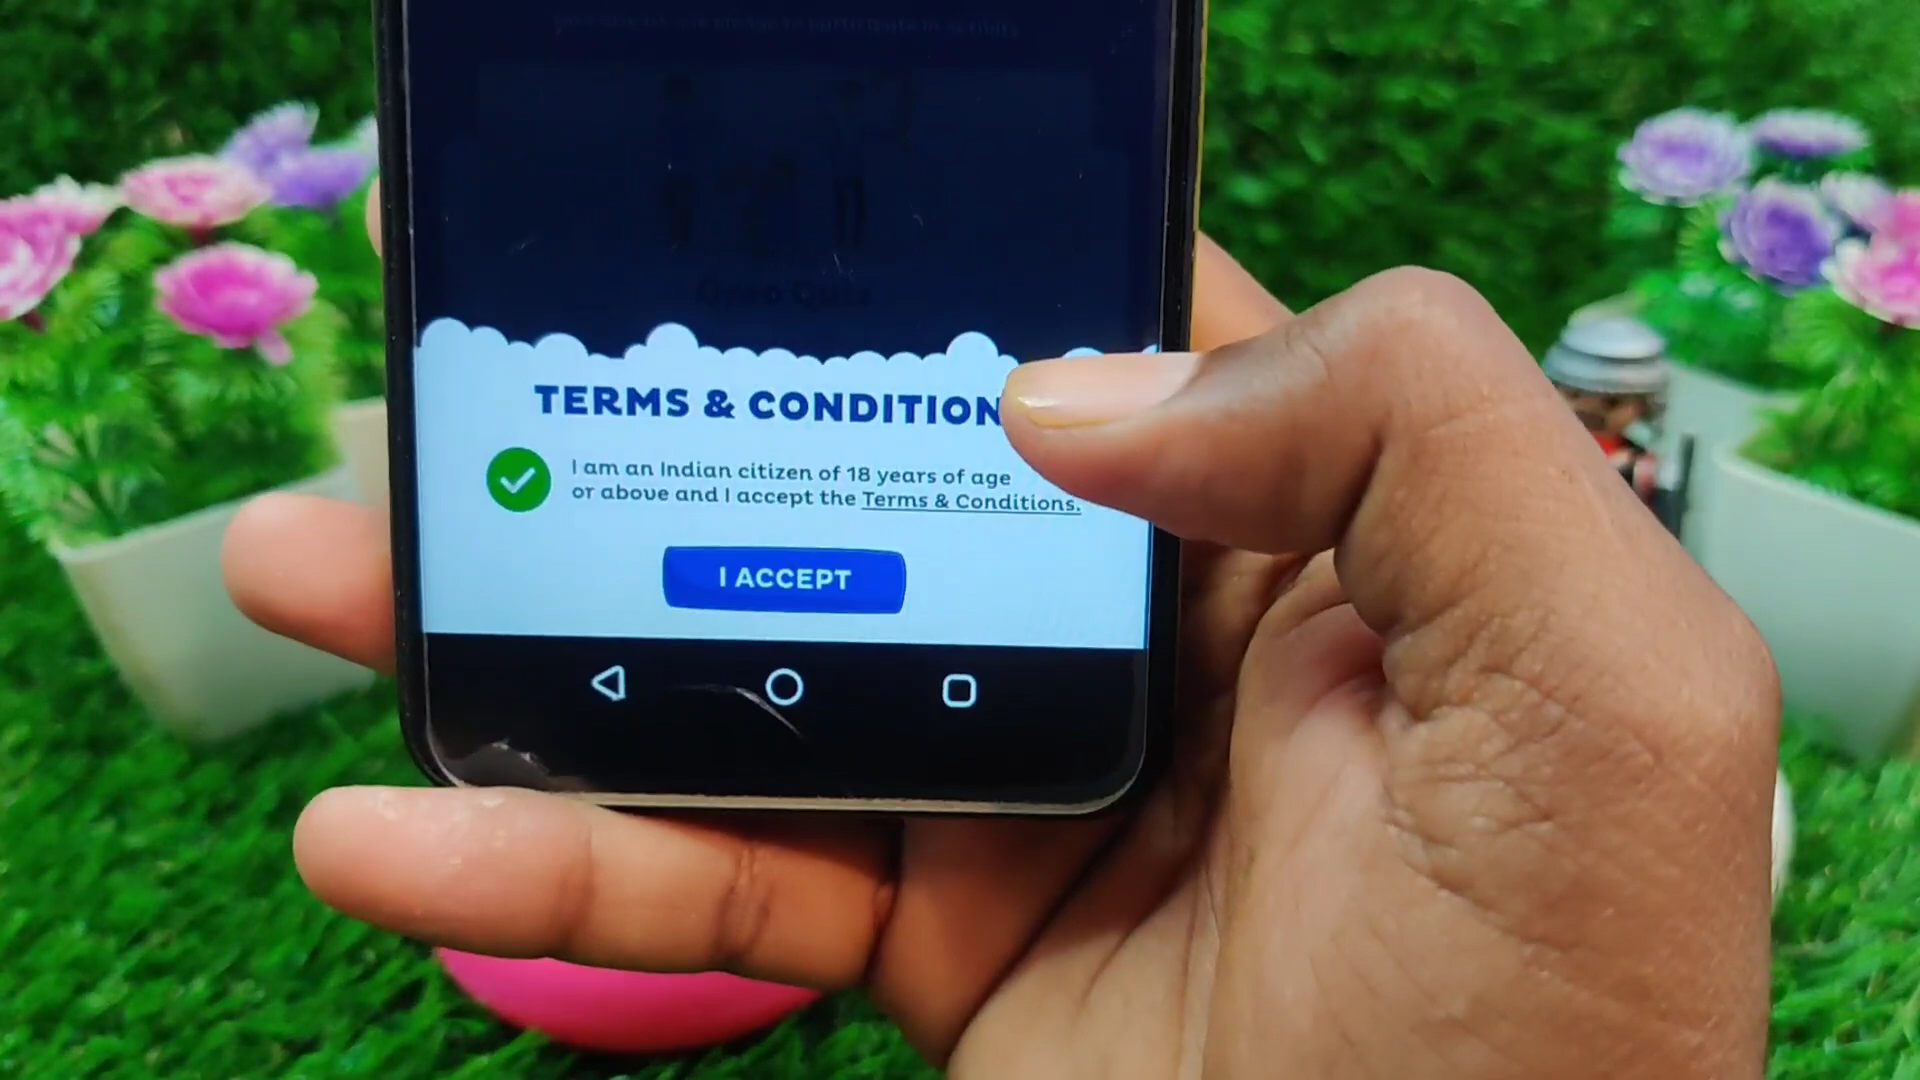 TERMS & CONDITION
I am an Indian citizen of 18 years of age
or above and I accept the Terms & Conditions.
I ACCEPT